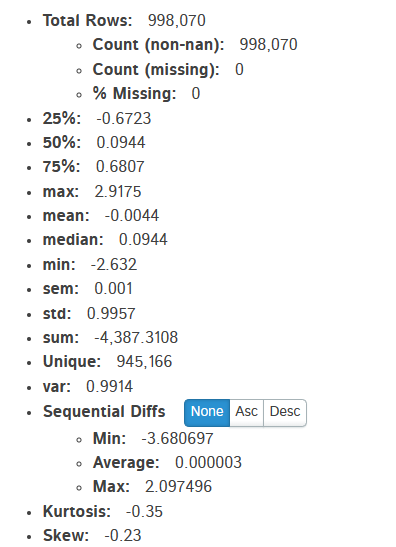 Total Rows: 998,070
Count (non-nan): 998,070
Count (missing): 0
% Missing: 0
25%: -0.6723
50%: 0.0944
75%: 0.6807
max: 2.9175
mean: -0.0044
median: 0.0944
min: -2.632
sem: 0.001
std: 0.9957
sum: -4,387.3108
Unique: 945,166
var: 0.9914
Sequential Diffs None Asc Desc
Min: -3.680697
Average: 0.000003
Max: 2.097496
Kurtosis: -0.35
Skew: -0.23